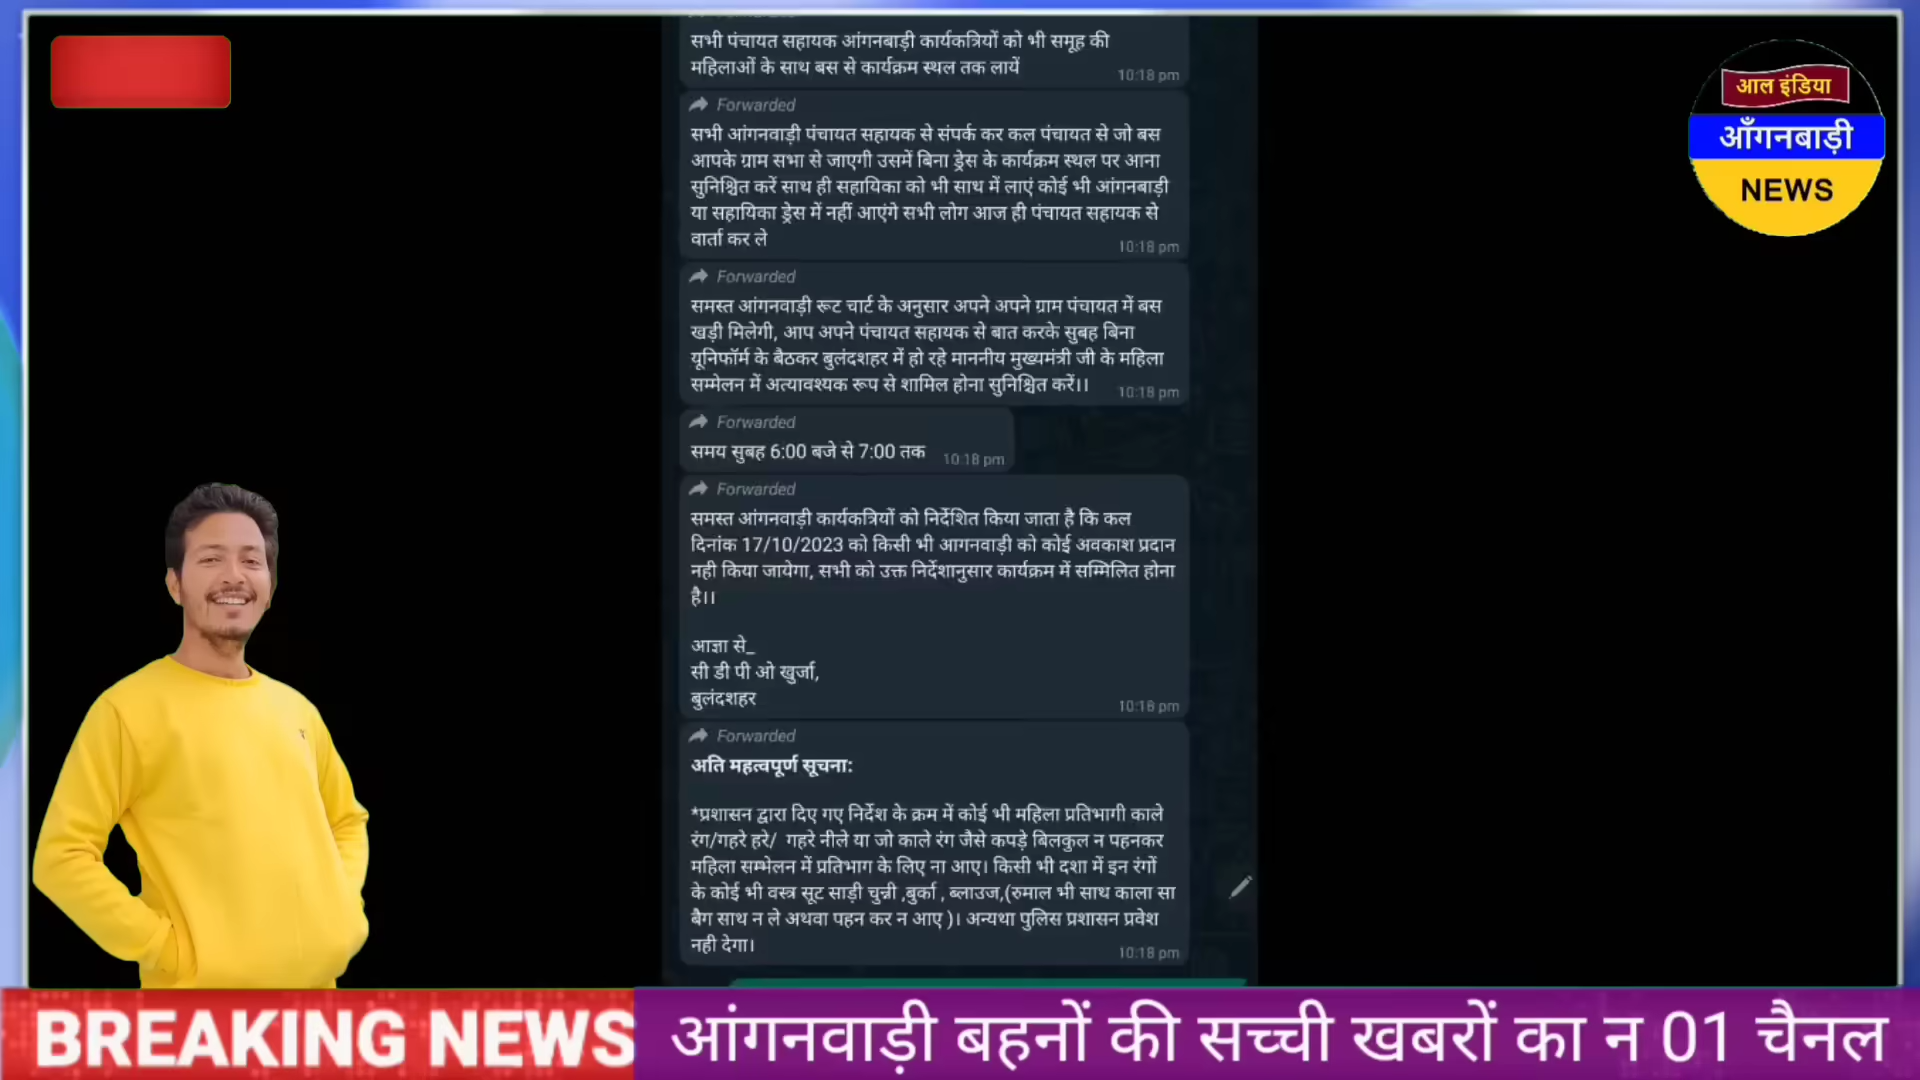 सभी पंचायत सहायक आंगनबाड़ी कार्यकत्रियों को भी समूह की
महिलाओं के साथ बस से कार्यक्रम स्थल तक लायें
10:18 pm
Forwarded
सभी आंगनवाड़ी पंचायत सहायक से संपर्क कर कल पंचायत से जो बस
आपके ग्राम सभा से जाएगी उसमें बिना ड्रेस के कार्यक्रम स्थल पर आना
सुनिश्चित करें साथ ही सहायिका को भी साथ में लाएं कोई भी आंगनबाड़ी
या सहायिका ड्रेस में नहीं आएंगे सभी लोग आज ही पंचायत सहायक से
वार्ता कर ले
10:18 pm
Forwarded
समस्त आंगनवाड़ी रूट चार्ट के अनुसार अपने अपने ग्राम पंचायत में बस
खड़ी मिलेगी, आप अपने पंचायत सहायक से बात करके सुबह बिना
यूनिफॉर्म के बैठकर बुलंदशहर में हो रहे माननीय मुख्यमंत्री जी के महिला
सम्मेलन में अत्यावश्यक रूप से शामिल होना सुनिश्चित करें।।
10:18 pm
Forwarded
समय सुबह 6:00 बजे से 7:00 तक
10:18 pm
Forwarded
समस्त आंगनवाड़ी कार्यकत्रियों को निर्देशित किया जाता है कि कल
दिनांक 17/10/2023 को किसी भी आगनवाड़ी को कोई अवकाश प्रदान
नही किया जायेगा, सभी को उक्त निर्देशानुसार कार्यक्रम में सम्मिलित होना
है।।
आज्ञा से_
सी डी पी ओ खुर्जा,
बुलंदशहर
10:18 pm
Forwarded
अति महत्वपूर्ण सूचना:
*प्रशासन द्वारा दिए गए निर्देश के क्रम में कोई भी महिला प्रतिभागी काले
रंग/गहरे हरे/ गहरे नीले या जो काले रंग जैसे कपड़े बिलकुल न पहनकर
महिला सम्मेलन में प्रतिभाग के लिए ना आए। किसी भी दशा में इन रंगों
के कोई भी वस्त्र सूट साड़ी चुन्नी ,बुर्का , ब्लाउज,(रुमाल भी साथ काला सा
बैग साथ न ले अथवा पहन कर न आए )। अन्यथा पुलिस प्रशासन प्रवेश
नही देगा।
10:18 pm
आल इंडिया
आँगनबाड़ी
NEWS
BREAKING NEWS
आंगनवाड़ी बहनों की सच्ची खबरों का न 01 चैनल